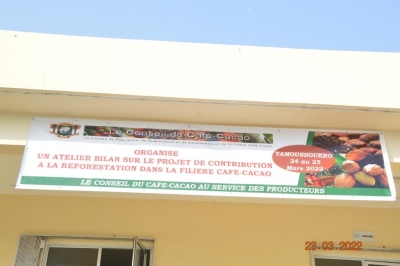 Le Conseil du Café-Cacao
ORGANISE
UN ATELIER BILAN SUR LE PROJET DE CONTRIBUTION
A LA REFORESTATION DANS LA FILIERE CAFE-CACAO
YAMOUSSOUKRO
24 au 25
Mars 2022
LE CONSEIL DU CAFE-CACAO AU SERVICE DES PRODUCTEURS
23/03/2022